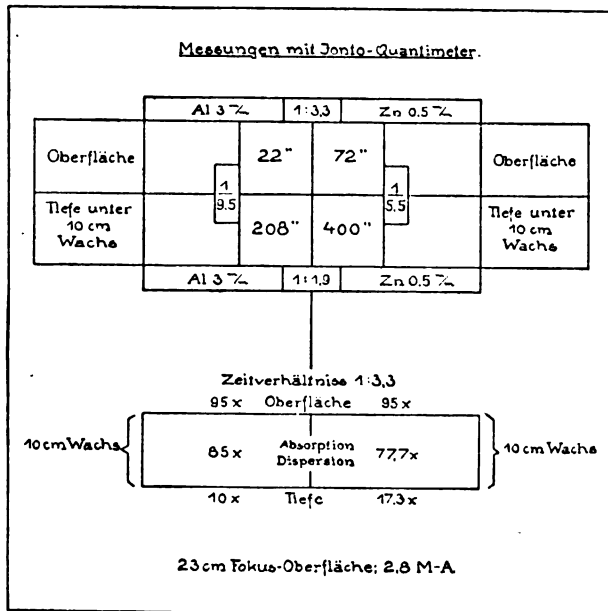 Messungen mit Jonto-Quantimeter.
Al 3 m/m 1:3,3 Zn 0.5 m/m
Oberfläche 22" 72" Oberfläche
1/9.5 1/5.5
Tiefe unter 10 cm Wachs 208" 400" Tiefe unter 10 cm Wachs
Al 3 m/m 1:1,9 Zn 0.5 m/m
Zeitverhältniss 1:3,3
95 x Oberfläche 95 x
10 cm Wachs 85 x Absorption Dispersion 77,7 x 10 cm Wachs
10 x Tiefe 17.3 x
23 cm Fokus-Oberfläche; 2,8 M-A